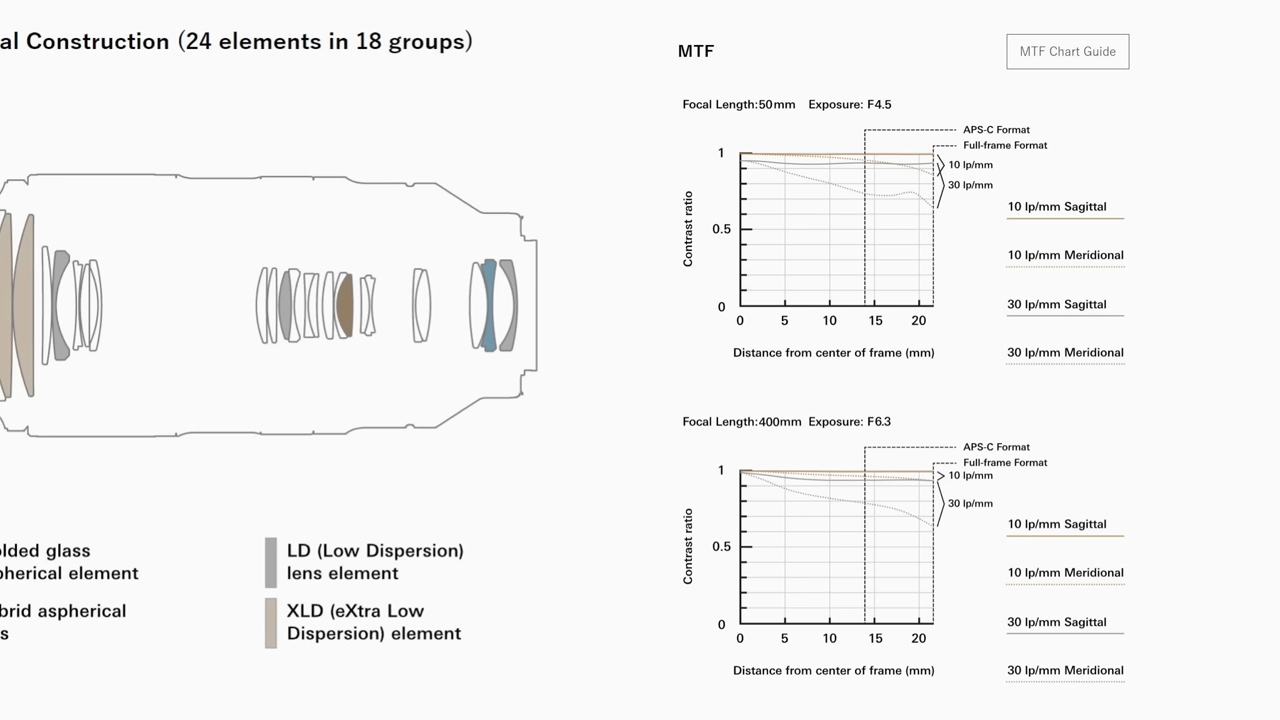 al Construction (24 elements in 18 groups)
lded glass
pherical element
brid aspherical
s
LD (Low Dispersion)
lens element
XLD (eXtra Low
Dispersion) element
MTF
MTF Chart Guide
Focal Length:50mm Exposure: F4.5
APS-C Format
Full-frame Format
10 lp/mm
30 lp/mm
1
0.5
0
Contrast ratio
0 5 10 15 20
Distance from center of frame (mm)
10 lp/mm Sagittal
10 lp/mm Meridional
30 lp/mm Sagittal
30 lp/mm Meridional
Focal Length:400mm Exposure: F6.3
APS-C Format
Full-frame Format
10 lp/mm
30 lp/mm
1
0.5
0
Contrast ratio
0 5 10 15 20
Distance from center of frame (mm)
10 lp/mm Sagittal
10 lp/mm Meridional
30 lp/mm Sagittal
30 lp/mm Meridional